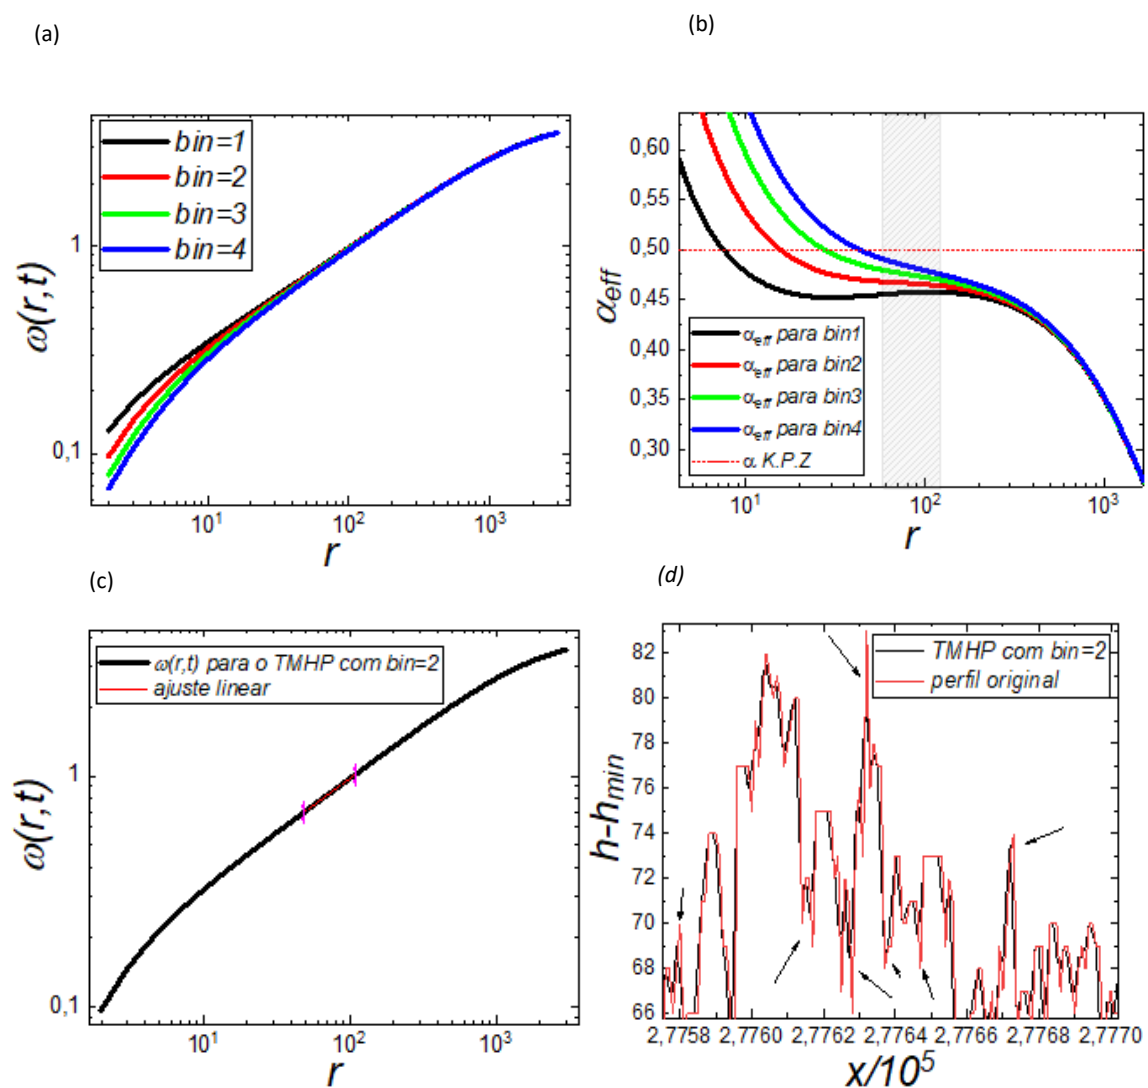 (a)
bin=1
bin=2
bin=3
bin=4
1
0,1
ω(r,t)
10¹
10²
10³
r
(b)
0,60
0,55
0,50
0,45
0,40
0,35
0,30
α_eff
α_eff para bin1
α_eff para bin2
α_eff para bin3
α_eff para bin4
α K.P.Z
10¹
10²
10³
r
(c)
ω(r,t) para o TMHP com bin=2
ajuste linear
1
0,1
ω(r,t)
10¹
10²
10³
r
(d)
TMHP com bin=2
perfil original
82
80
78
76
74
72
70
68
66
h-h_min
2,7758
2,7760
2,7762
2,7764
2,7766
2,7768
2,7770
x/10⁵